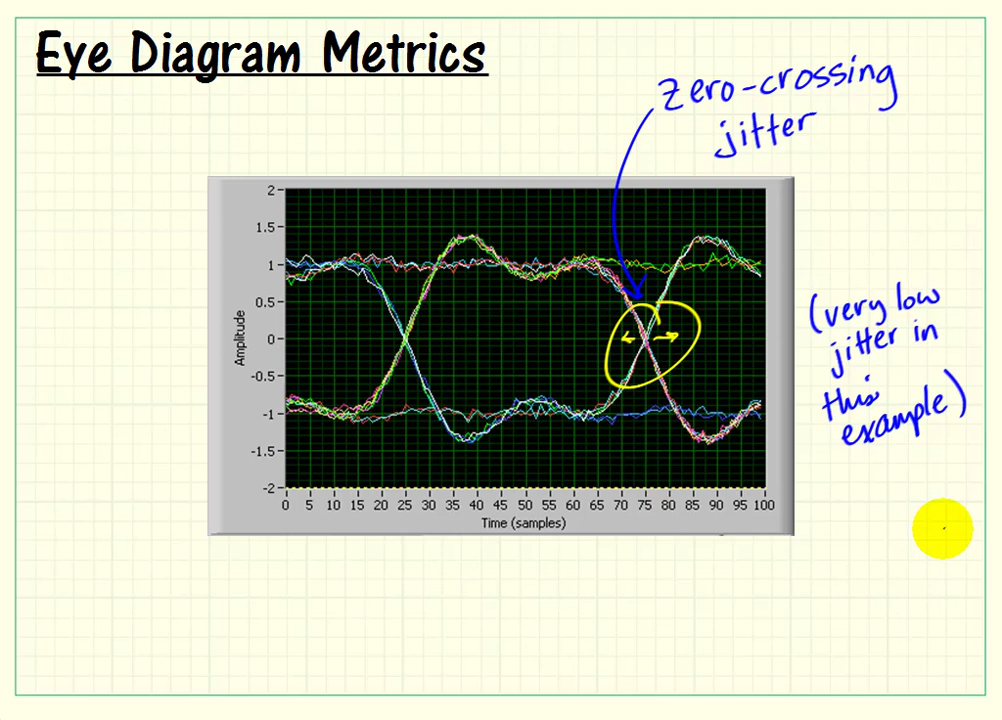 Eye Diagram Metrics
Zero-crossing
jitter
2
1.5
1
0.5
0
-0.5
-1
-1.5
-2
Amplitude
0 5 10 15 20 25 30 35 40 45 50 55 60 65 70 75 80 85 90 95 100
Time (samples)
(very low
jitter in
this
example)